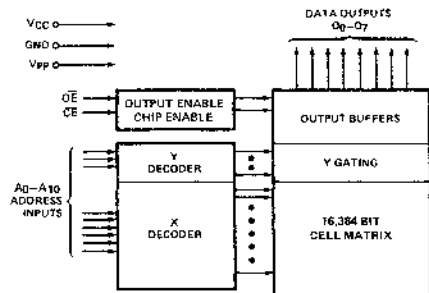 DATA OUTPUTS
O0–O7
VCC
GND
VPP
OE
CE
OUTPUT ENABLE
CHIP ENABLE
OUTPUT BUFFERS
Y
DECODER
Y GATING
A0–A10
ADDRESS
INPUTS
X
DECODER
16,384 BIT
CELL MATRIX